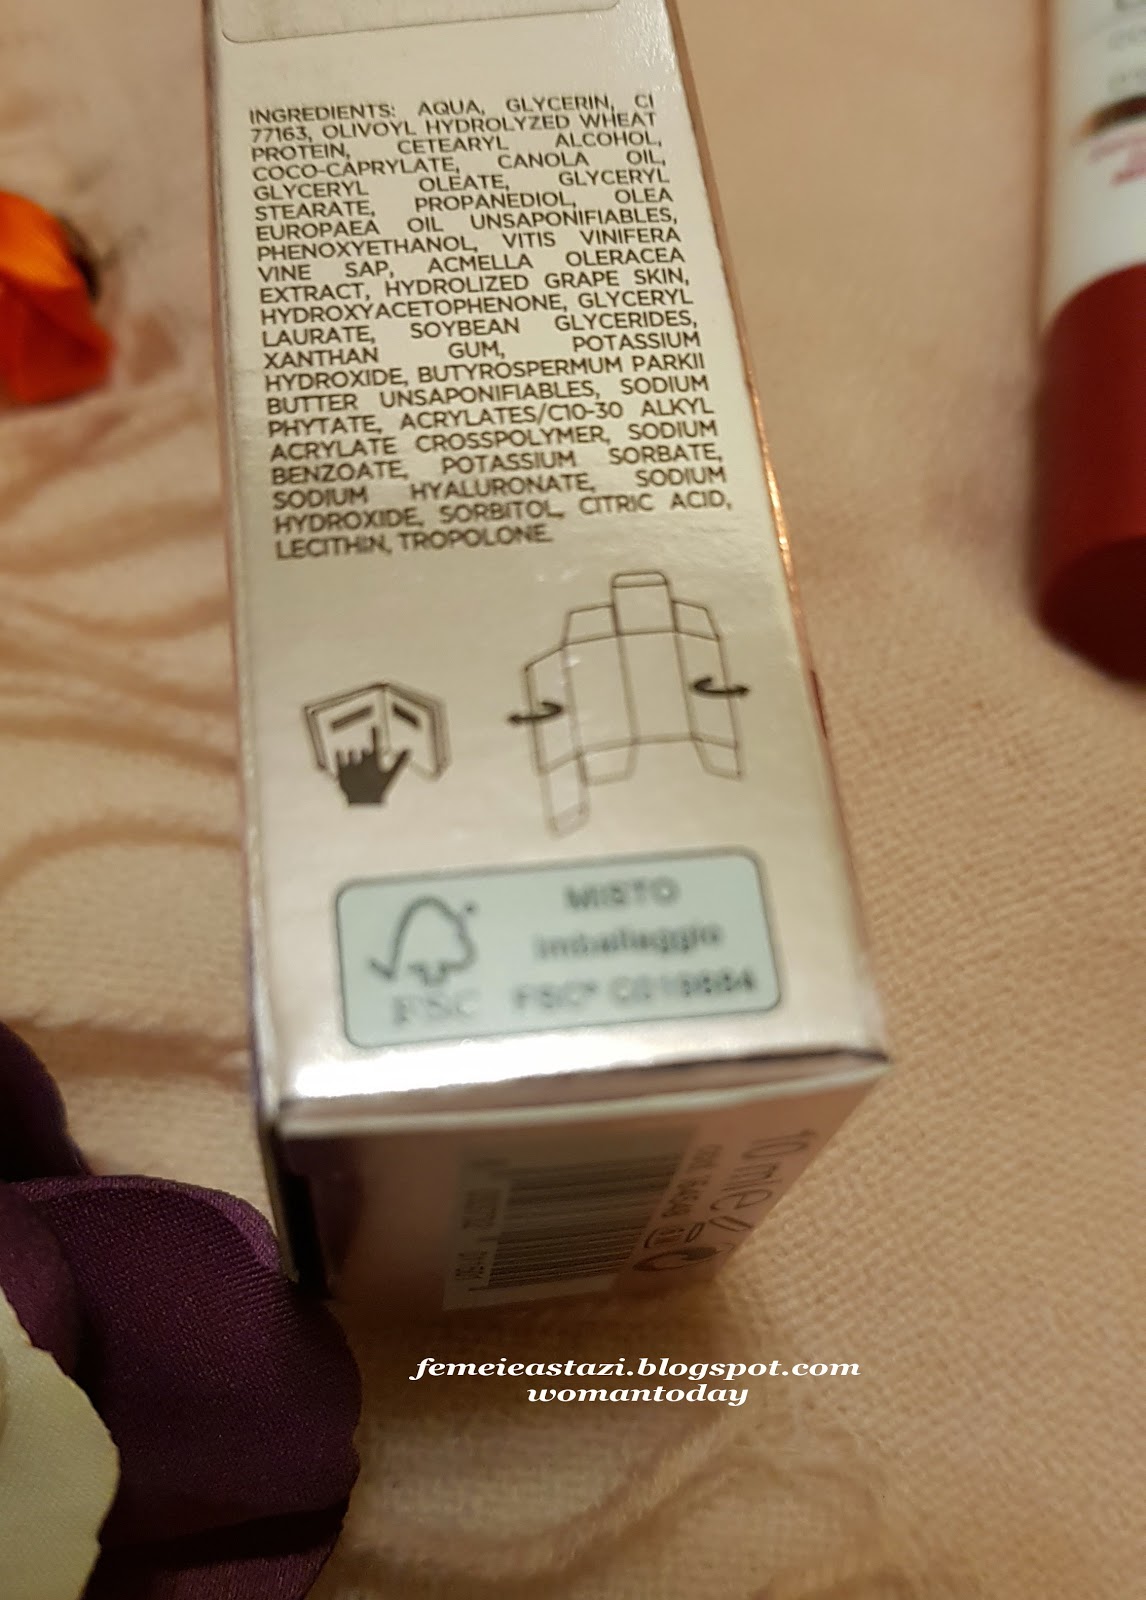 INGREDIENTS: AQUA, GLYCERIN, CI
77163, OLIVOYL HYDROLYZED WHEAT
PROTEIN, CETEARYL ALCOHOL,
COCO-CAPRYLATE, CANOLA OIL,
GLYCERYL OLEATE, GLYCERYL
STEARATE, PROPANEDIOL, OLEA
EUROPAEA OIL UNSAPONIFIABLES,
PHENOXYETHANOL, VITIS VINIFERA
VINE SAP, ACMELLA OLERACEA
EXTRACT, HYDROLIZED GRAPE SKIN,
HYDROXYACETOPHENONE, GLYCERYL
LAURATE, SOYBEAN GLYCERIDES,
XANTHAN GUM, POTASSIUM
HYDROXIDE, BUTYROSPERMUM PARKII
BUTTER UNSAPONIFIABLES, SODIUM
PHYTATE, ACRYLATES/C10-30 ALKYL
ACRYLATE CROSSPOLYMER, SODIUM
BENZOATE, POTASSIUM SORBATE,
SODIUM HYALURONATE, SODIUM
HYDROXIDE, SORBITOL, CITRIC ACID,
LECITHIN, TROPOLONE.
MISTO
Imballaggio
FSC
FSC®
10 ml e
femeieastazi.blogspot.com
womantoday